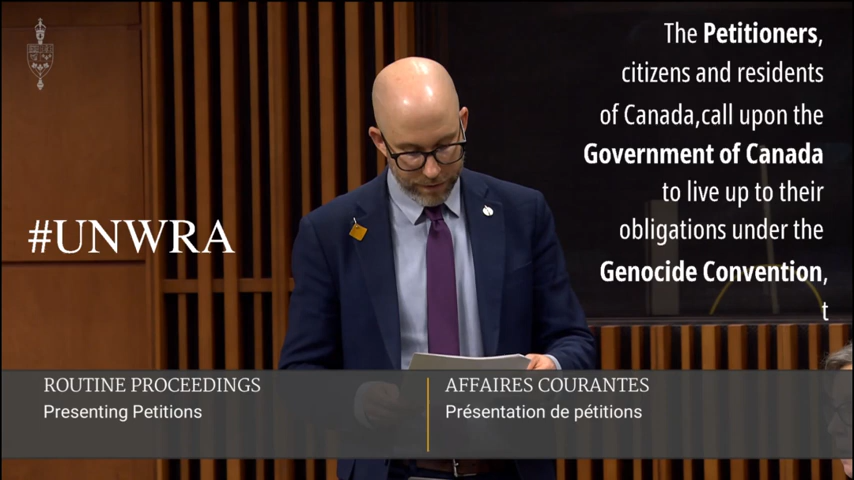 The Petitioners,
citizens and residents
of Canada,call upon the
Government of Canada
to live up to their
obligations under the
Genocide Convention,
t
#UNWRA
ROUTINE PROCEEDINGS
Presenting Petitions
AFFAIRES COURANTES
Présentation de pétitions